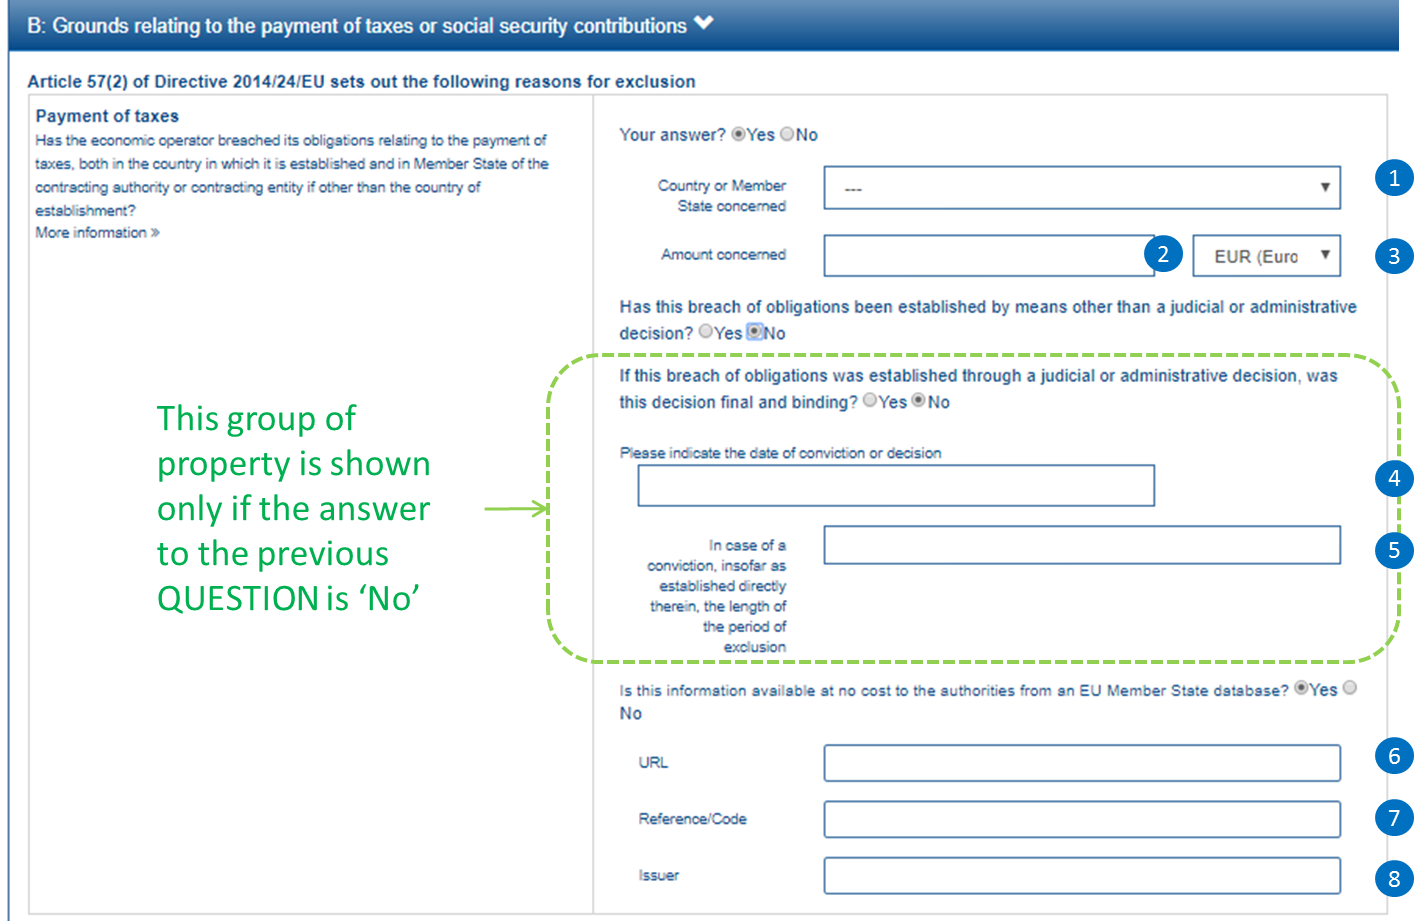 B: Grounds relating to the payment of taxes or social security contributions
Article 57(2) of Directive 2014/24/EU sets out the following reasons for exclusion
Payment of taxes
Has the economic operator breached its obligations relating to the payment of
taxes, both in the country in which it is established and in Member State of the
contracting authority or contracting entity if other than the country of
establishment?
More information »
Your answer? Yes No
Country or Member
State concerned
---
1
Amount concerned
2
EUR (Euro
3
Has this breach of obligations been established by means other than a judicial or administrative
decision? Yes No
If this breach of obligations was established through a judicial or administrative decision, was
this decision final and binding? Yes No
This group of
property is shown
only if the answer
to the previous
QUESTION is ‘No’
Please indicate the date of conviction or decision
4
In case of a
conviction, insofar as
established directly
therein, the length of
the period of
exclusion
5
Is this information available at no cost to the authorities from an EU Member State database? Yes
No
URL
6
Reference/Code
7
Issuer
8